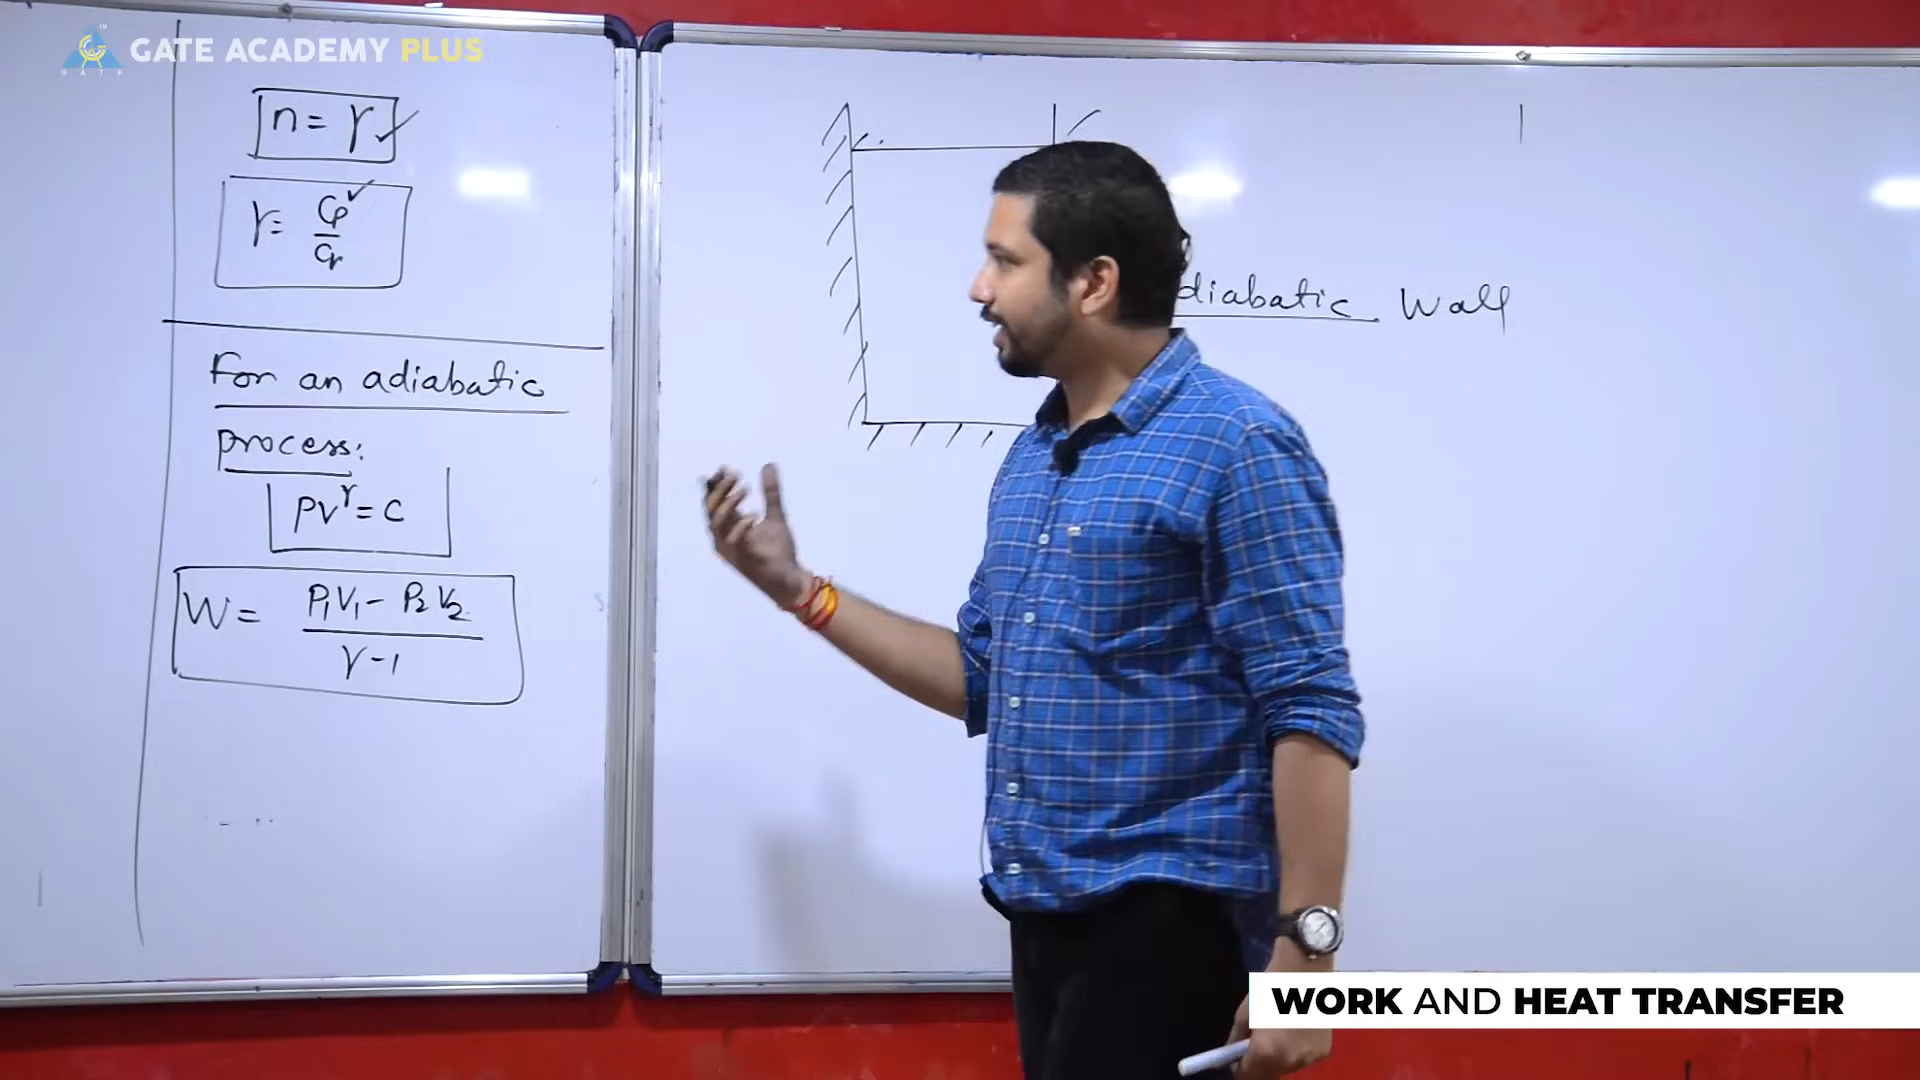 GATE ACADEMY PLUS
GATE
n = γ ✓
γ = Cp ✓
Cv
For an adiabatic
process:
PV^γ = C
W = P₁V₁ - P₂V₂
γ - 1
diabatic Wall
WORK AND HEAT TRANSFER